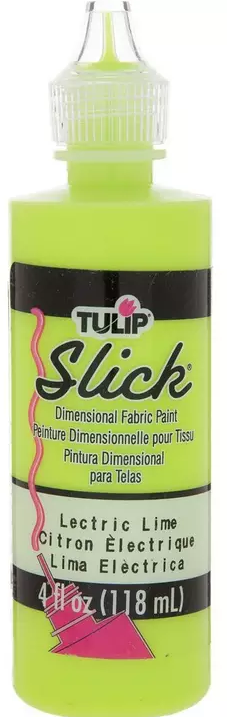 TULIP
Slick®
Dimensional Fabric Paint
Peinture Dimensionnelle pour Tissu
Pintura Dimensional
para Telas
Lectric Lime
Citron Èlectrique
Lima Elèctrica
4 fl oz (118 mL)